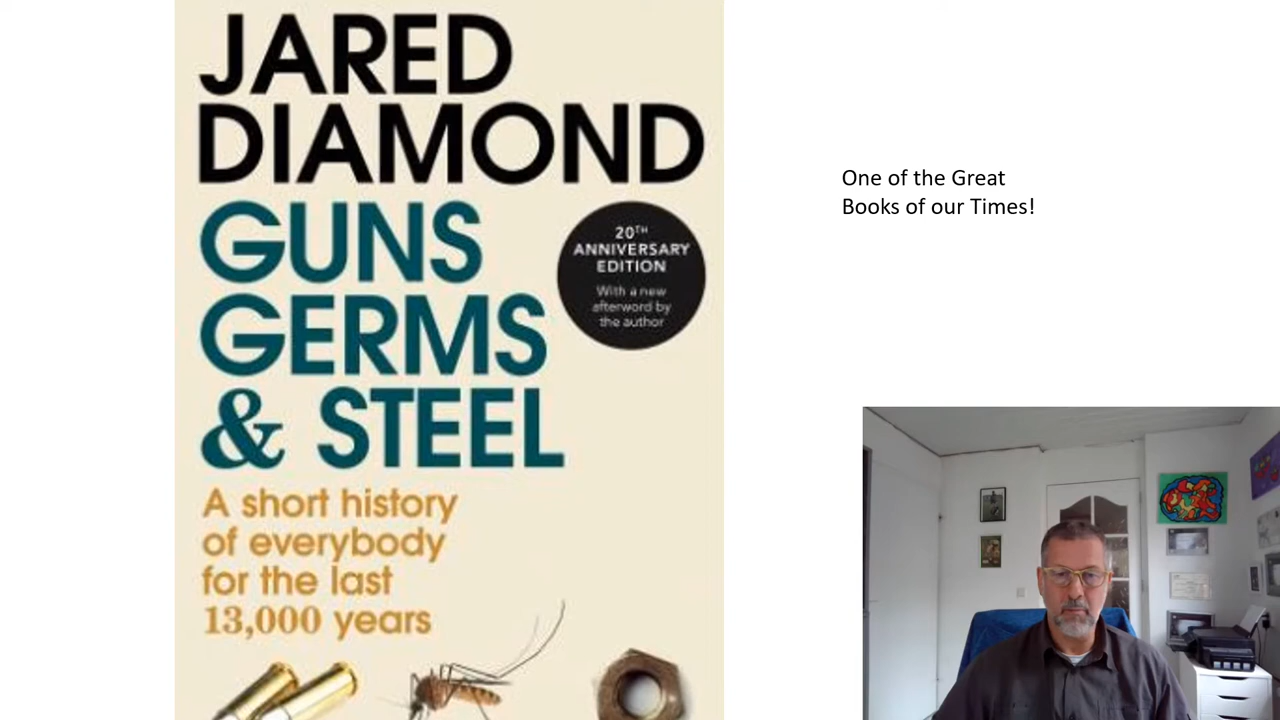 JARED
DIAMOND
GUNS
GERMS
& STEEL
20TH
ANNIVERSARY
EDITION
With a new
afterword by
the author
A short history
of everybody
for the last
13,000 years
One of the Great
Books of our Times!